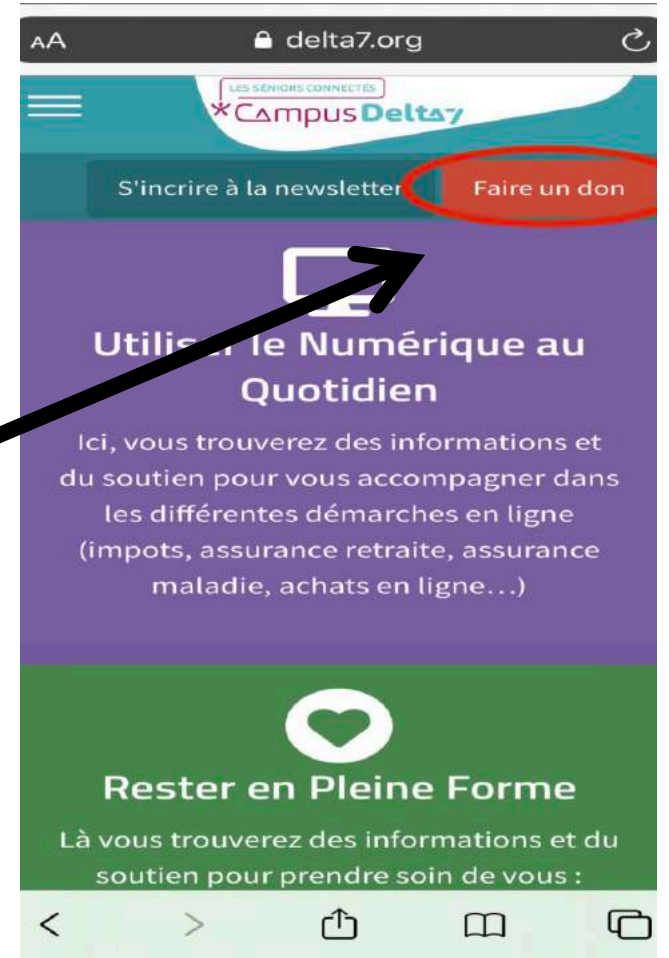 AA delta7.org
LES SÉNIORS CONNECTÉS
*CAmpus DeltA7
S'incrire à la newsletter Faire un don
Utiliser le Numérique au
Quotidien
Ici, vous trouverez des informations et
du soutien pour vous accompagner dans
les différentes démarches en ligne
(impots, assurance retraite, assurance
maladie, achats en ligne...)
Rester en Pleine Forme
Là vous trouverez des informations et du
soutien pour prendre soin de vous :